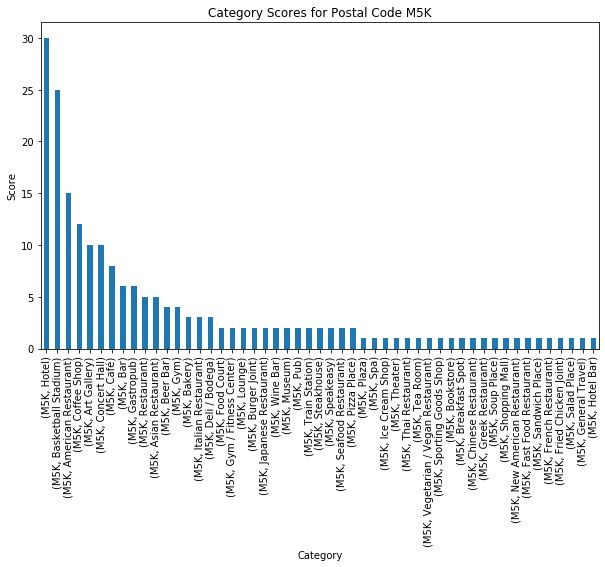 Category Scores for Postal Code M5K
30
25
20
15
10
5
0
Score
(M5K, Hotel)
(M5K, Basketball Stadium)
(M5K, American Restaurant)
(M5K, Coffee Shop)
(M5K, Art Gallery)
(M5K, Concert Hall)
(M5K, Café)
(M5K, Bar)
(M5K, Gastropub)
(M5K, Restaurant)
(M5K, Asian Restaurant)
(M5K, Beer Bar)
(M5K, Gym)
(M5K, Bakery)
(M5K, Italian Restaurant)
(M5K, Deli / Bodega)
(M5K, Food Court)
(M5K, Gym / Fitness Center)
(M5K, Lounge)
(M5K, Burger Joint)
(M5K, Japanese Restaurant)
(M5K, Wine Bar)
(M5K, Museum)
(M5K, Pub)
(M5K, Train Station)
(M5K, Steakhouse)
(M5K, Speakeasy)
(M5K, Seafood Restaurant)
(M5K, Pizza Place)
(M5K, Plaza)
(M5K, Spa)
(M5K, Ice Cream Shop)
(M5K, Theater)
(M5K, Thai Restaurant)
(M5K, Tea Room)
(M5K, Vegetarian / Vegan Restaurant)
(M5K, Sporting Goods Shop)
(M5K, Bookstore)
(M5K, Breakfast Spot)
(M5K, Chinese Restaurant)
(M5K, Greek Restaurant)
(M5K, Soup Place)
(M5K, Shopping Mall)
(M5K, New American Restaurant)
(M5K, Fast Food Restaurant)
(M5K, Sandwich Place)
(M5K, French Restaurant)
(M5K, Fried Chicken Joint)
(M5K, Salad Place)
(M5K, General Travel)
(M5K, Hotel Bar)
Category